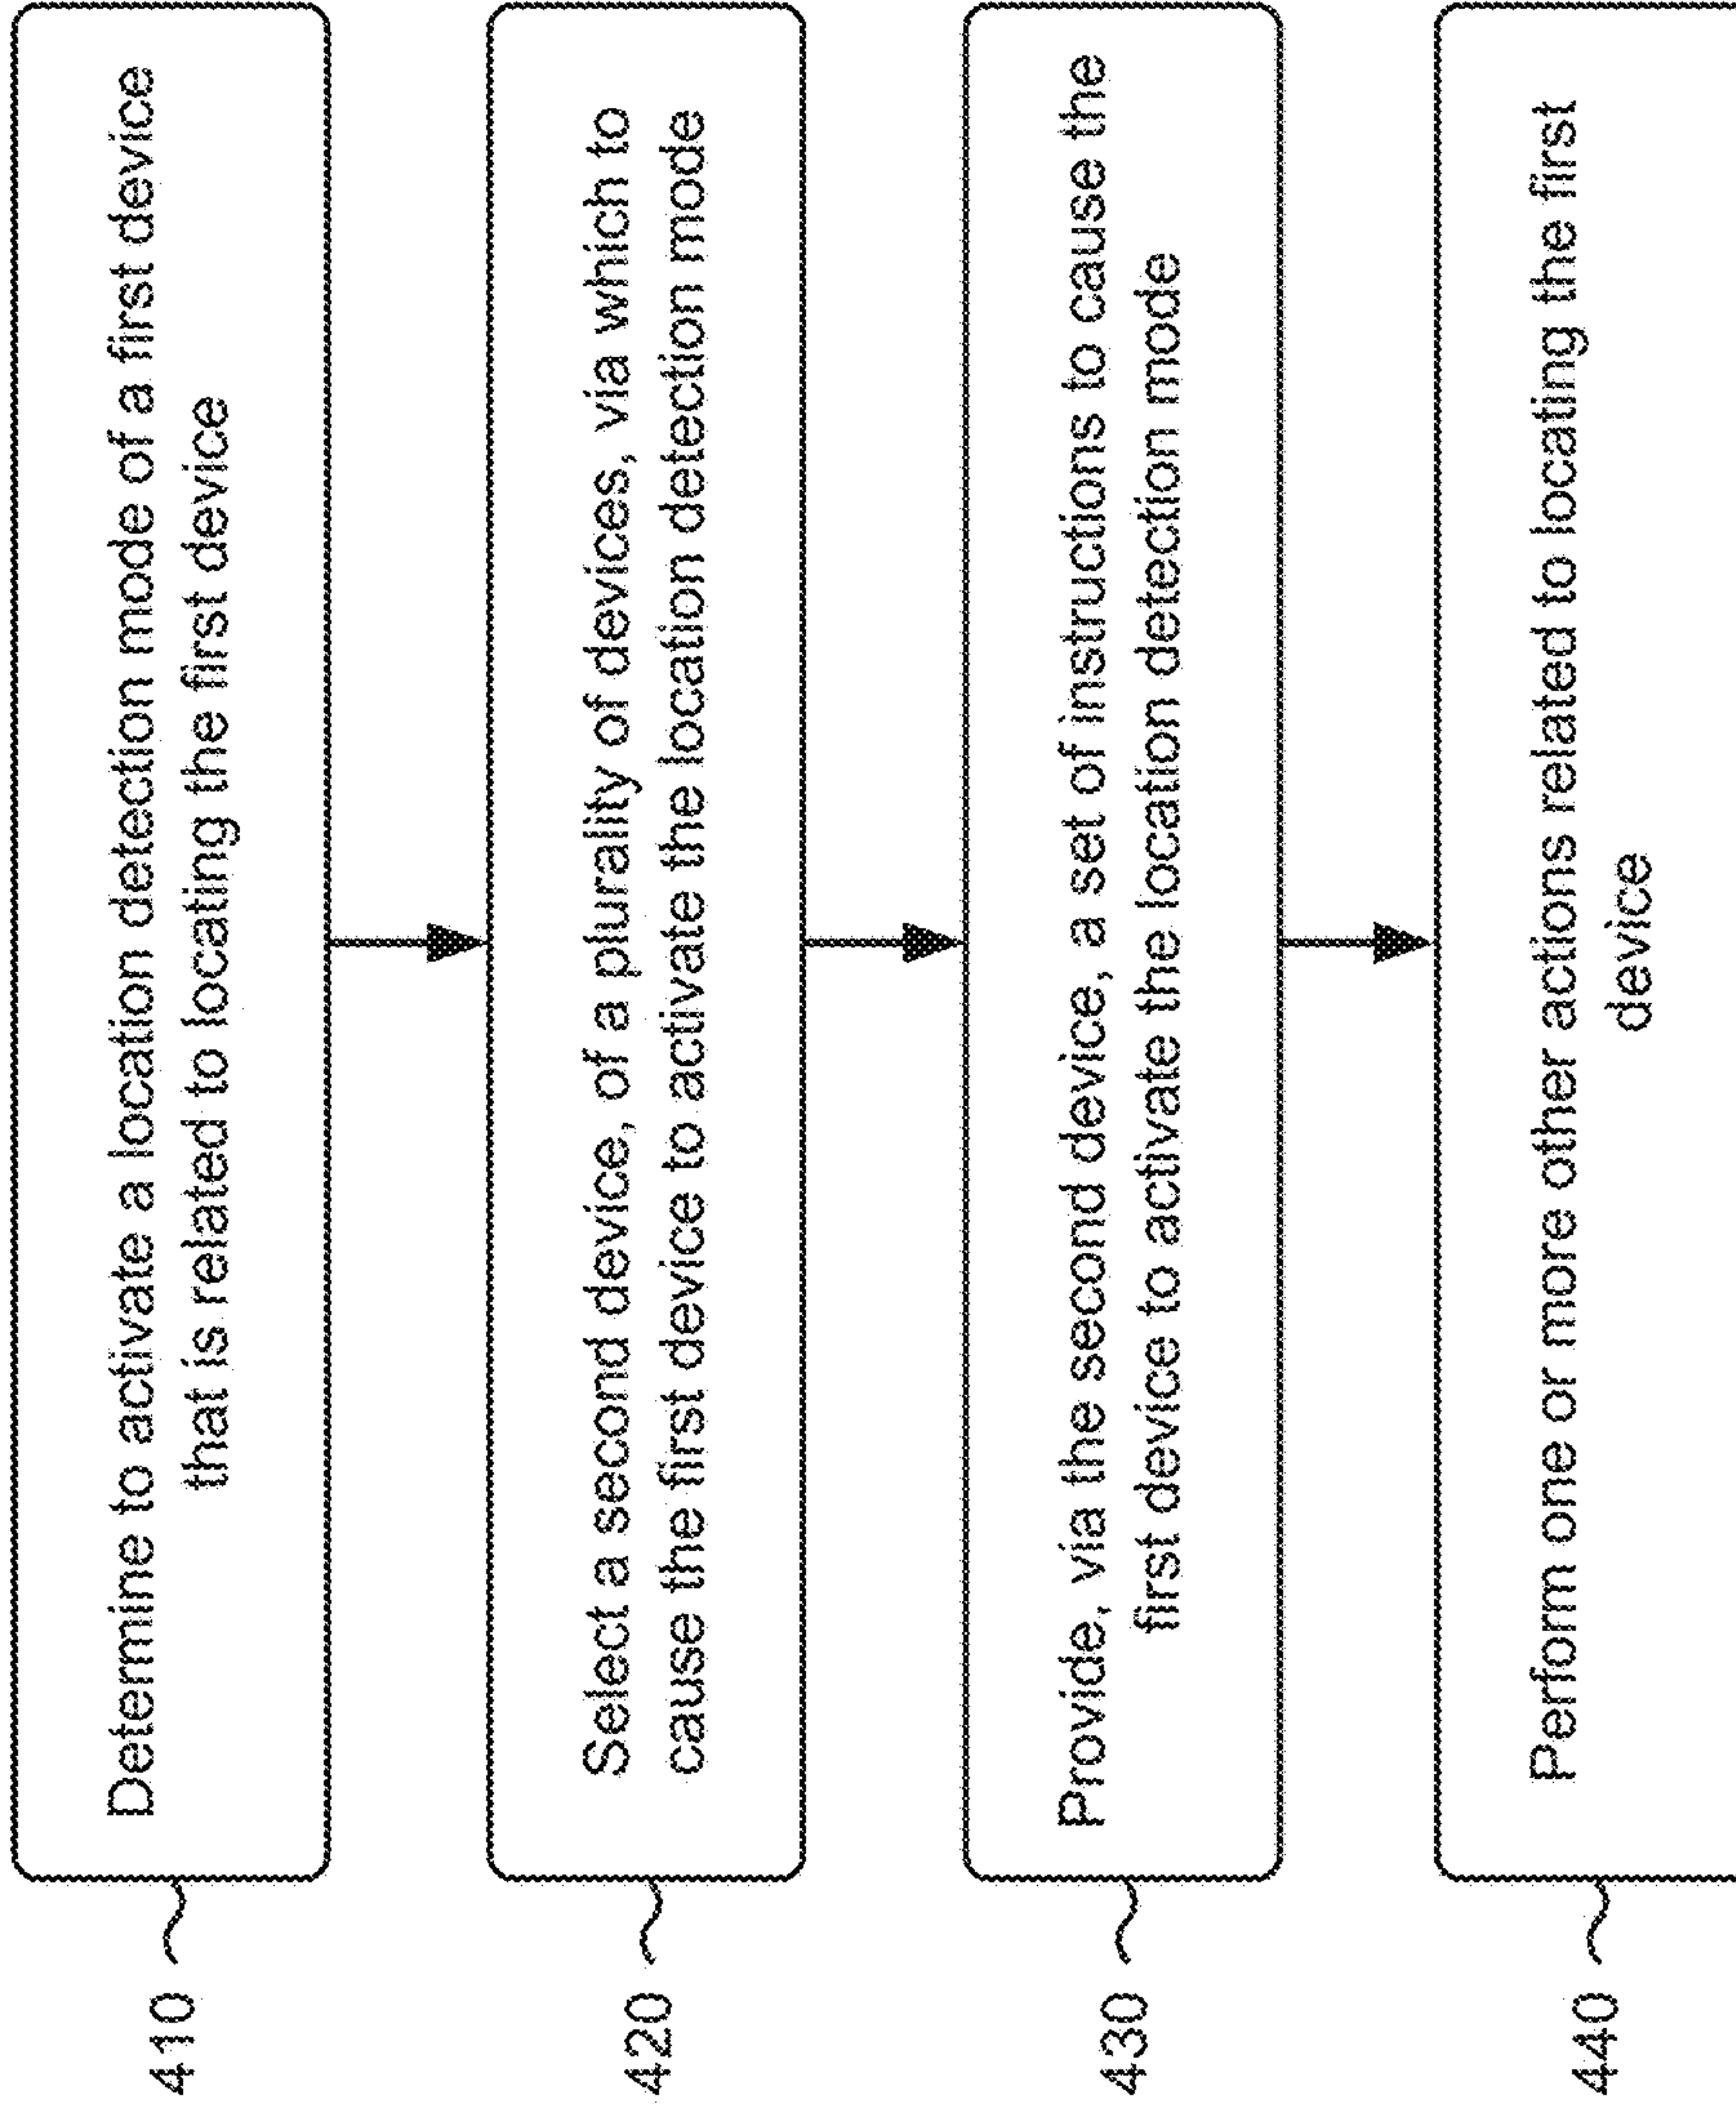 410
Determine to activate a location detection mode of a first device
that is related to locating the first device
420
Select a second device, of a plurality of devices, via which to
cause the first device to activate the location detection mode
430
Provide, via the second device, a set of instructions to cause the
first device to activate the location detection mode
440
Perform one or more other actions related to locating the first
device